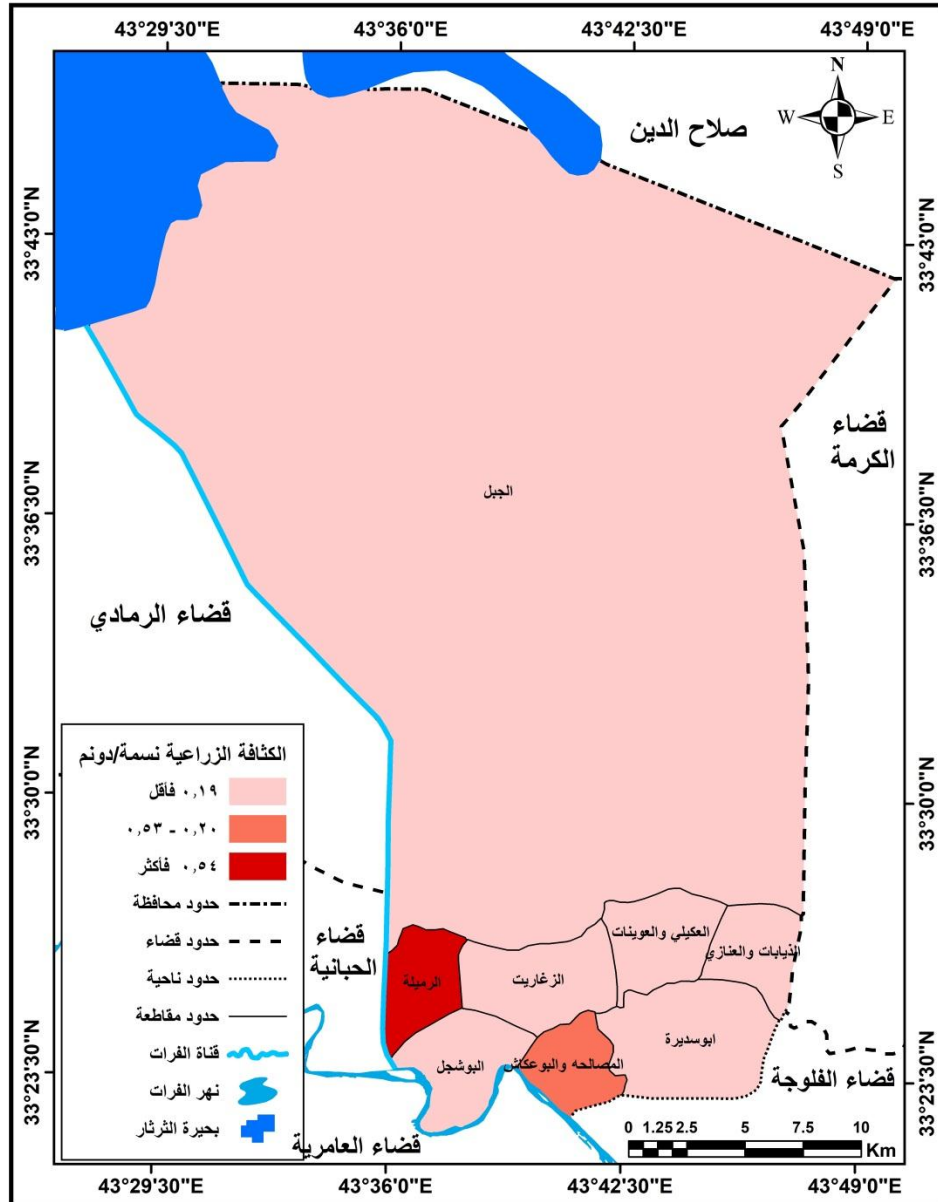 43°29'30"E
43°36'0"E
43°42'30"E
43°49'0"E
N
W
E
S
صلاح الدين
33°43'0"N
33°43'0"N
قضاء
الكرمة
الجبل
33°36'30"N
33°36'30"N
قضاء الرمادي
33°30'0"N
33°30'0"N
الكثافة الزراعية نسمة/دونم
٠,١٩ فأقل
٠,٢٠ - ٠,٥٣
٠,٥٤ فأكثر
حدود محافظة
حدود قضاء
حدود ناحية
حدود مقاطعة
قناة الفرات
نهر الفرات
بحيرة الثرثار
قضاء
الحبانية
العكيلي والعوينات
الذيابات والعنازي
الرميلة
الزغاريت
ابوسديرة
البوشجل
المصالحه والبوعكاش
33°23'30"N
33°23'30"N
قضاء الفلوجة
قضاء العامرية
0 1.25 2.5 5 7.5 10
Km
43°29'30"E
43°36'0"E
43°42'30"E
43°49'0"E